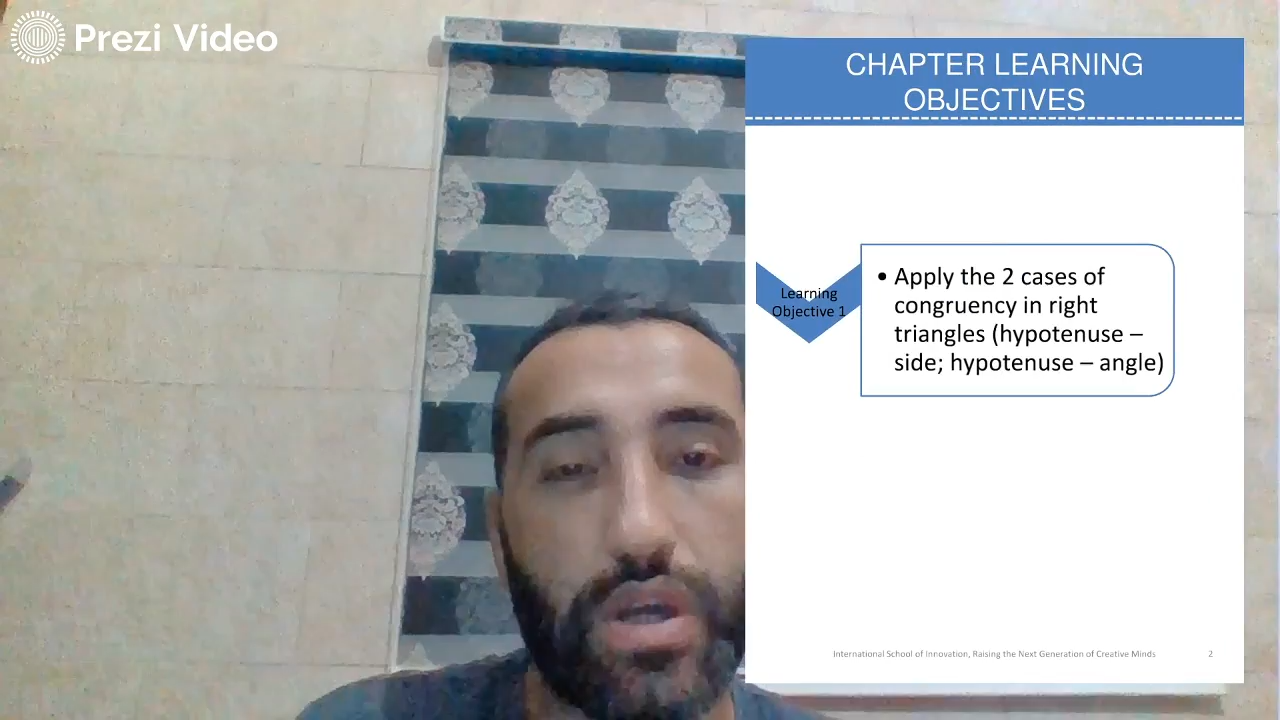 Prezi Video
CHAPTER LEARNING
OBJECTIVES
Learning
Objective 1
• Apply the 2 cases of
congruency in right
triangles (hypotenuse –
side; hypotenuse – angle)
International School of Innovation, Raising the Next Generation of Creative Minds
2